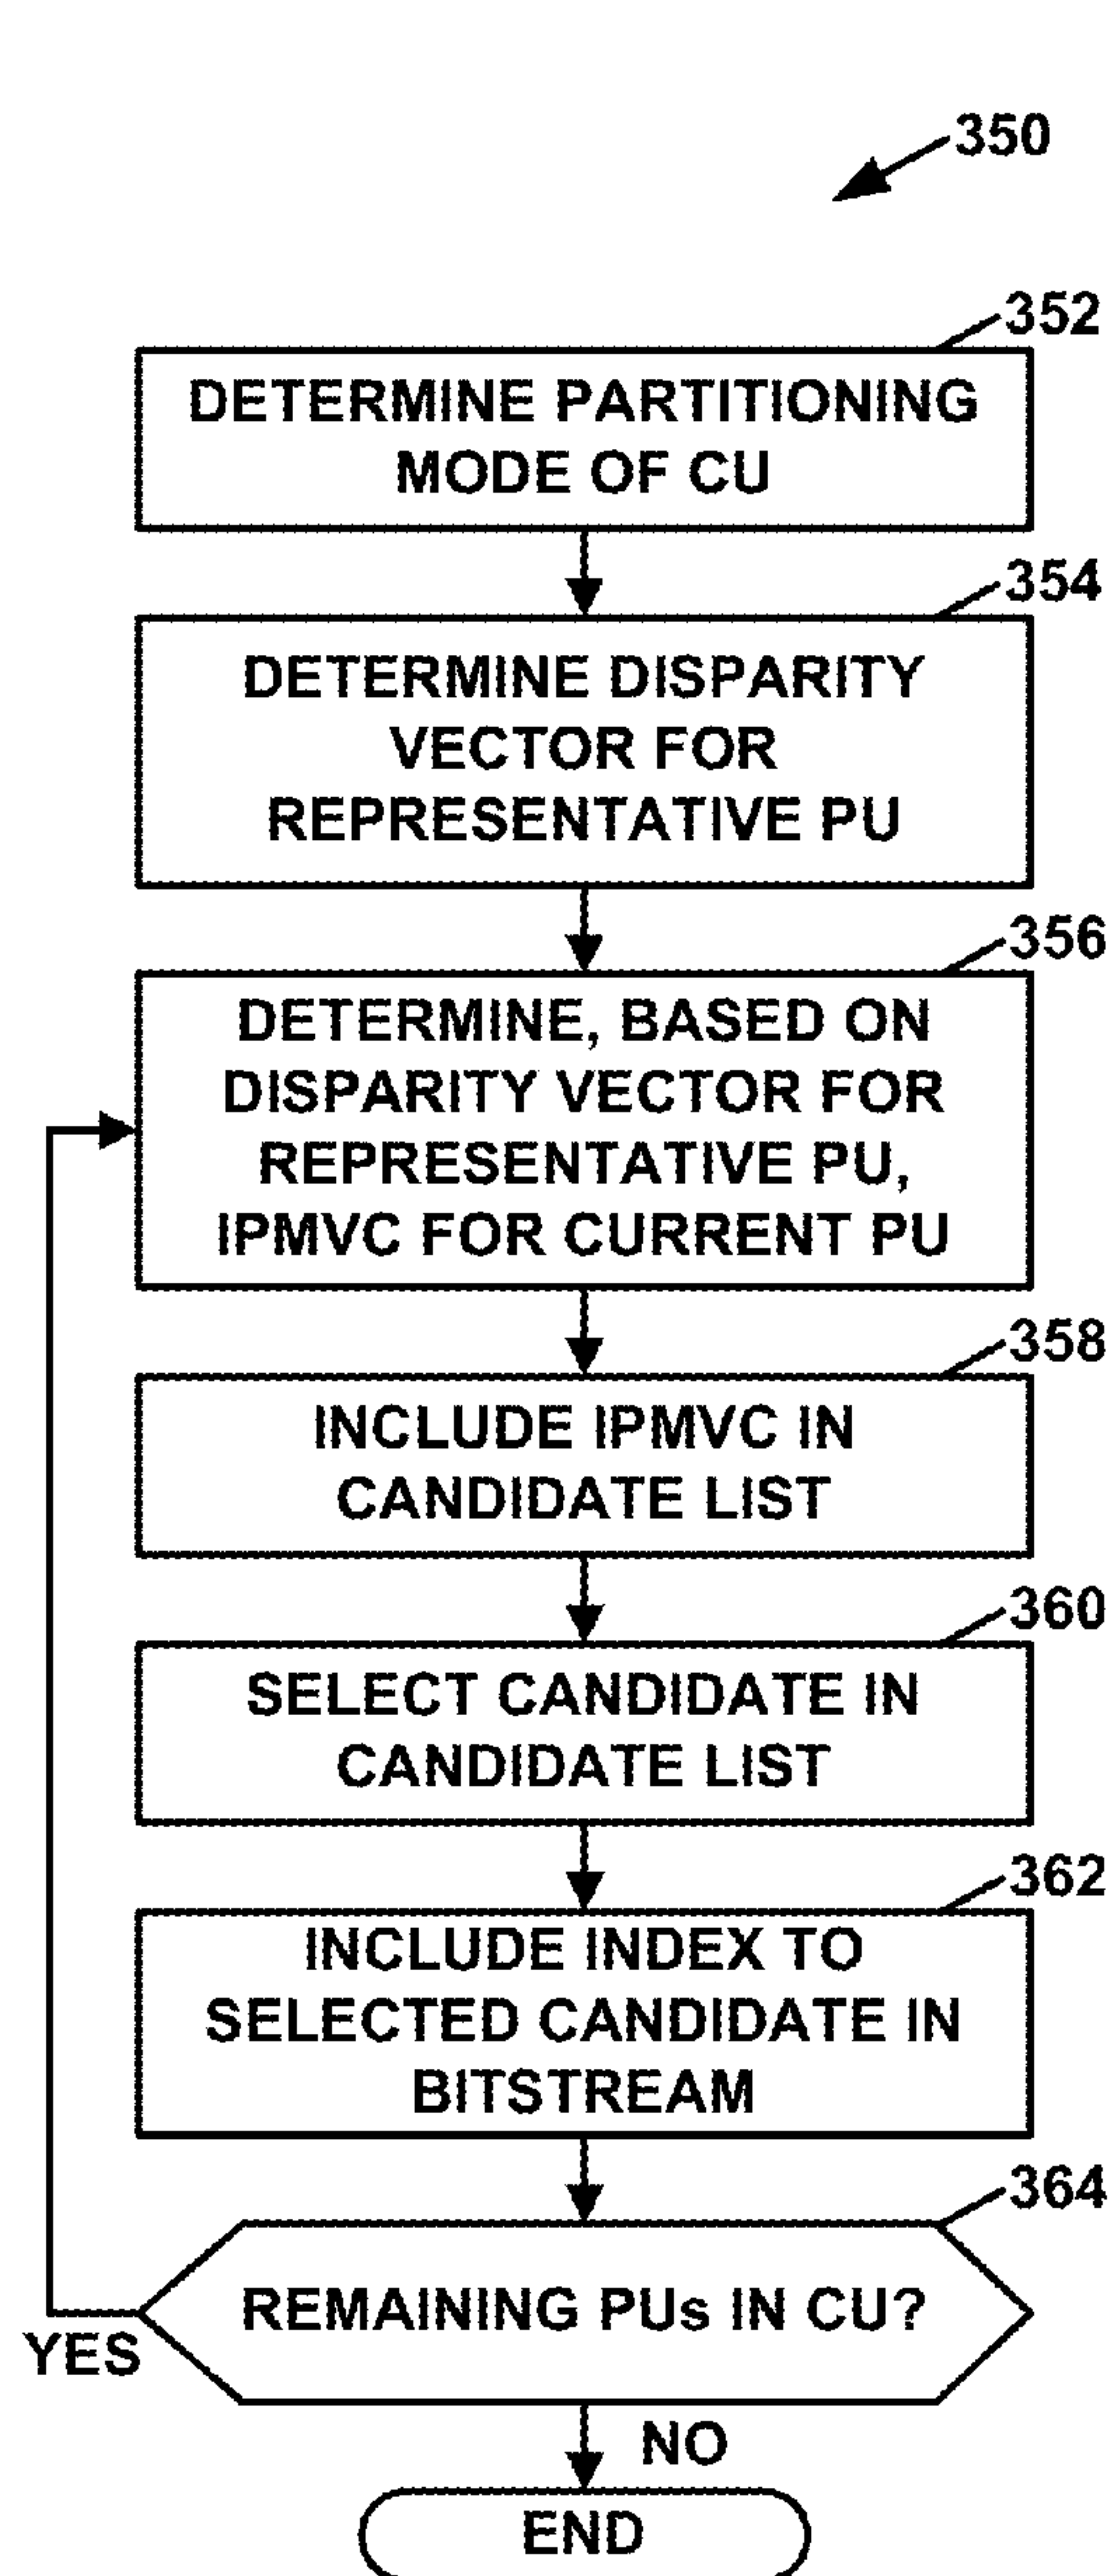 350
352
DETERMINE PARTITIONING
MODE OF CU
354
DETERMINE DISPARITY
VECTOR FOR
REPRESENTATIVE PU
356
DETERMINE, BASED ON
DISPARITY VECTOR FOR
REPRESENTATIVE PU,
IPMVC FOR CURRENT PU
358
INCLUDE IPMVC IN
CANDIDATE LIST
360
SELECT CANDIDATE IN
CANDIDATE LIST
362
INCLUDE INDEX TO
SELECTED CANDIDATE IN
BITSTREAM
364
REMAINING PUs IN CU?
YES
NO
END